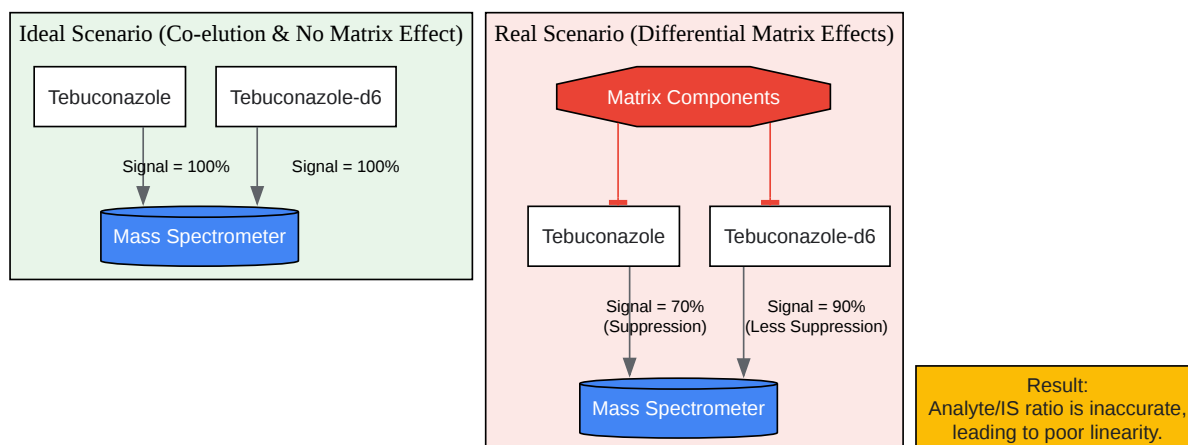 Ideal Scenario (Co-elution & No Matrix Effect)
Tebuconazole
Tebuconazole-d6
Signal = 100%
Signal = 100%
Mass Spectrometer
Real Scenario (Differential Matrix Effects)
Matrix Components
Tebuconazole
Tebuconazole-d6
Signal = 70%
(Suppression)
Signal = 90%
(Less Suppression)
Mass Spectrometer
Result:
Analyte/IS ratio is inaccurate,
leading to poor linearity.